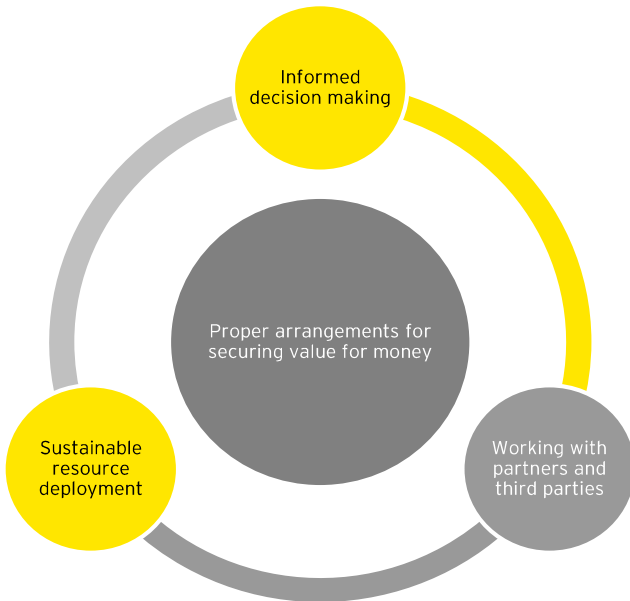 Informed
decision making
Proper arrangements for
securing value for money
Sustainable
resource
deployment
Working with
partners and
third parties